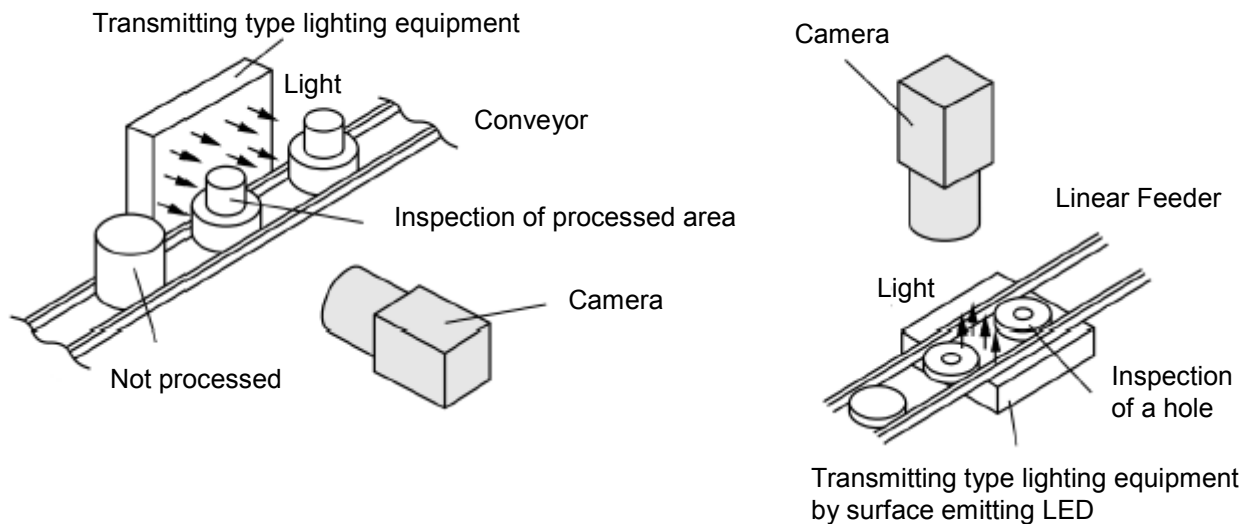 Transmitting type lighting equipment
Light
Conveyor
Inspection of processed area
Camera
Not processed
Camera
Linear Feeder
Light
Inspection
of a hole
Transmitting type lighting equipment
by surface emitting LED